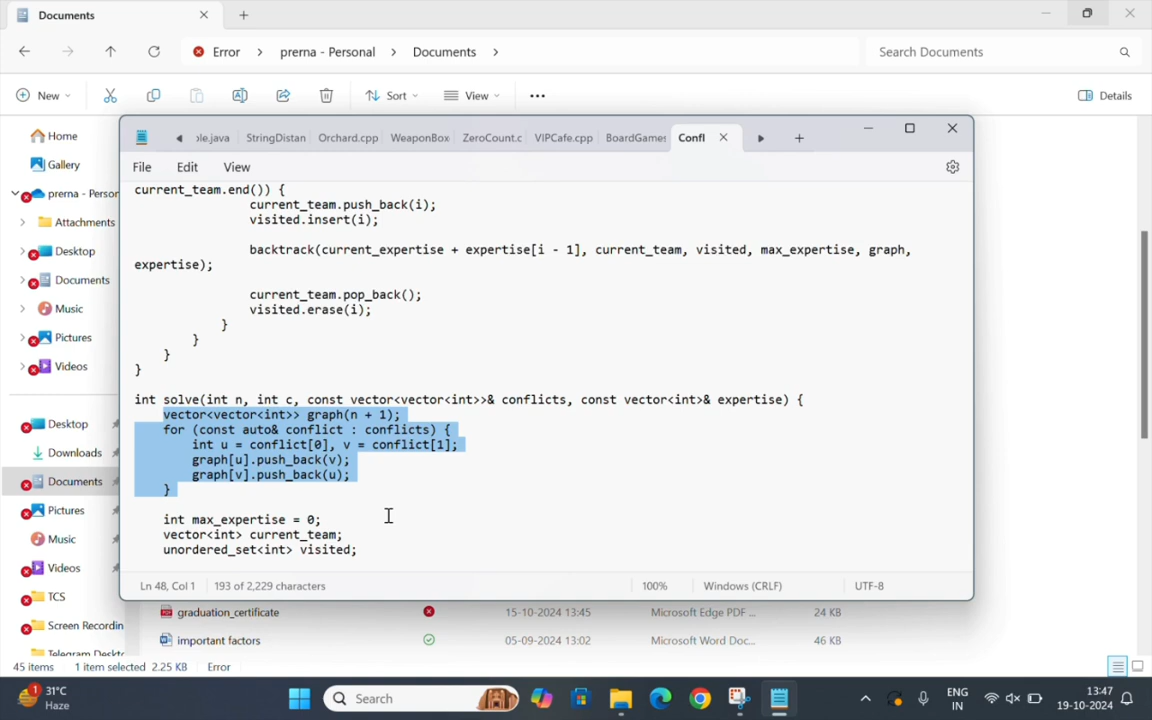 Documents
Error > prerna - Personal > Documents >
Search Documents
New
Sort
View
Details
Home
Gallery
prerna - Person
Attachments
Desktop
Documents
Music
Pictures
Videos
Desktop
Downloads
Documents
Pictures
Music
Videos
TCS
Screen Recordin
Telegram Deskto
ole.java
StringDistan
Orchard.cpp
WeaponBox
ZeroCount.c
VIPCafe.cpp
BoardGames
Confl
File
Edit
View
current_team.end()) {
current_team.push_back(i);
visited.insert(i);
backtrack(current_expertise + expertise[i - 1], current_team, visited, max_expertise, graph,
expertise);
current_team.pop_back();
visited.erase(i);
}
}
}
}
int solve(int n, int c, const vector<vector<int>>& conflicts, const vector<int>& expertise) {
vector<vector<int>> graph(n + 1);
for (const auto& conflict : conflicts) {
int u = conflict[0], v = conflict[1];
graph[u].push_back(v);
graph[v].push_back(u);
}
int max_expertise = 0;
vector<int> current_team;
unordered_set<int> visited;
Ln 48, Col 1
193 of 2,229 characters
100%
Windows (CRLF)
UTF-8
graduation_certificate
15-10-2024 13:45
Microsoft Edge PDF ...
24 KB
important factors
05-09-2024 13:02
Microsoft Word Doc...
46 KB
45 items
1 item selected 2.25 KB
Error
1
31°C
Haze
Search
ENG
IN
13:47
19-10-2024